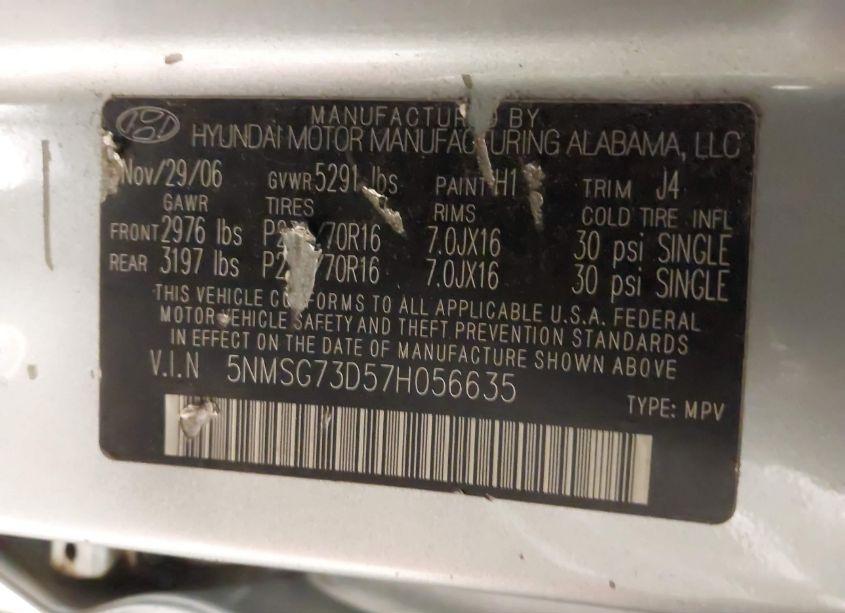 MANUFACTURED BY
HYUNDAI MOTOR MANUFACTURING ALABAMA, LLC
Nov/29/06 GVWR 5291 lbs PAINT H1 TRIM J4
GAWR TIRES RIMS COLD TIRE INFL
FRONT 2976 lbs /70R16 7.0JX16 30 psi SINGLE
REAR 3197 lbs /70R16 7.0JX16 30 psi SINGLE
THIS VEHICLE CONFORMS TO ALL APPLICABLE U.S.A. FEDERAL
MOTOR VEHICLE SAFETY AND THEFT PREVENTION STANDARDS
IN EFFECT ON THE DATE OF MANUFACTURE SHOWN ABOVE
V.I.N 5NMSG73D57H056635
TYPE: MPV